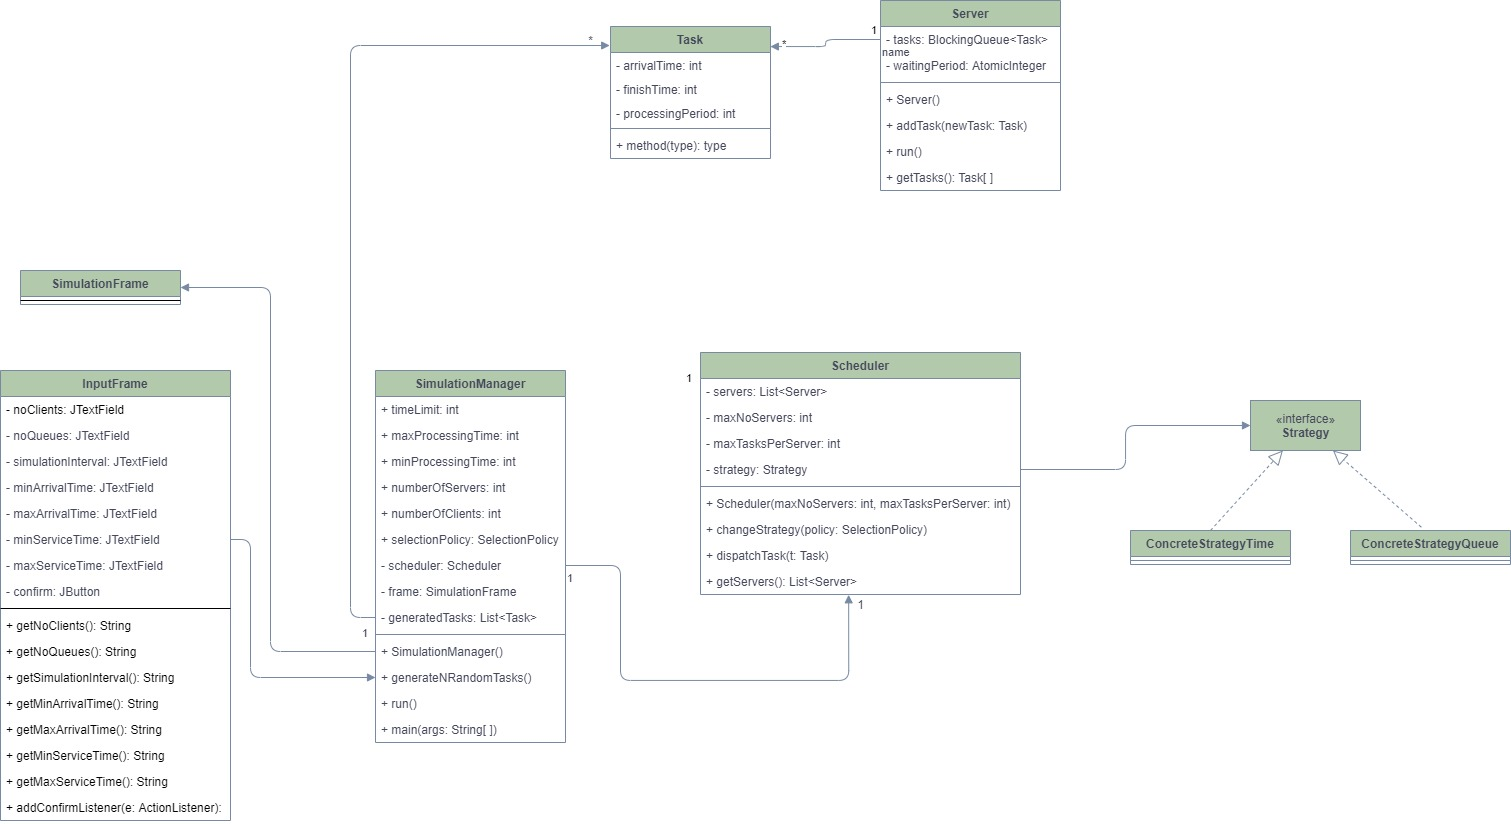 Server
1
- tasks: BlockingQueue<Task>
name
- waitingPeriod: AtomicInteger
+ Server()
+ addTask(newTask: Task)
+ run()
+ getTasks(): Task[ ]
*
*
Task
- arrivalTime: int
- finishTime: int
- processingPeriod: int
+ method(type): type
SimulationFrame
InputFrame
- noClients: JTextField
- noQueues: JTextField
- simulationInterval: JTextField
- minArrivalTime: JTextField
- maxArrivalTime: JTextField
- minServiceTime: JTextField
- maxServiceTime: JTextField
- confirm: JButton
+ getNoClients(): String
+ getNoQueues(): String
+ getSimulationInterval(): String
+ getMinArrivalTime(): String
+ getMaxArrivalTime(): String
+ getMinServiceTime(): String
+ getMaxServiceTime(): String
+ addConfirmListener(e: ActionListener):
SimulationManager
+ timeLimit: int
+ maxProcessingTime: int
+ minProcessingTime: int
+ numberOfServers: int
+ numberOfClients: int
+ selectionPolicy: SelectionPolicy
- scheduler: Scheduler
- frame: SimulationFrame
- generatedTasks: List<Task>
+ SimulationManager()
+ generateNRandomTasks()
+ run()
+ main(args: String[ ])
1
1
1
Scheduler
- servers: List<Server>
- maxNoServers: int
- maxTasksPerServer: int
- strategy: Strategy
+ Scheduler(maxNoServers: int, maxTasksPerServer: int)
+ changeStrategy(policy: SelectionPolicy)
+ dispatchTask(t: Task)
+ getServers(): List<Server>
1
«interface»
Strategy
ConcreteStrategyTime
ConcreteStrategyQueue